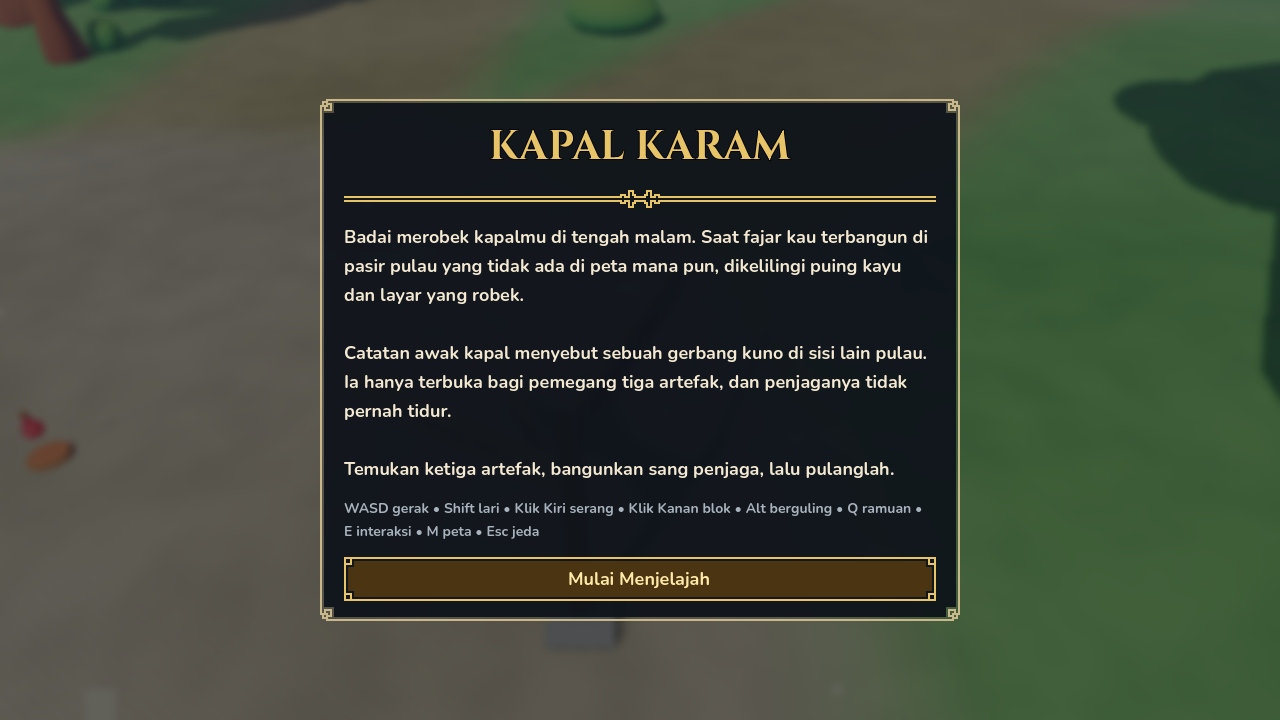 KAPAL KARAM
Badai merobek kapalmu di tengah malam. Saat fajar kau terbangun di
pasir pulau yang tidak ada di peta mana pun, dikelilingi puing kayu
dan layar yang robek.
Catatan awak kapal menyebut sebuah gerbang kuno di sisi lain pulau.
Ia hanya terbuka bagi pemegang tiga artefak, dan penjaganya tidak
pernah tidur.
Temukan ketiga artefak, bangunkan sang penjaga, lalu pulanglah.
WASD gerak • Shift lari • Klik Kiri serang • Klik Kanan blok • Alt berguling • Q ramuan •
E interaksi • M peta • Esc jeda
Mulai Menjelajah